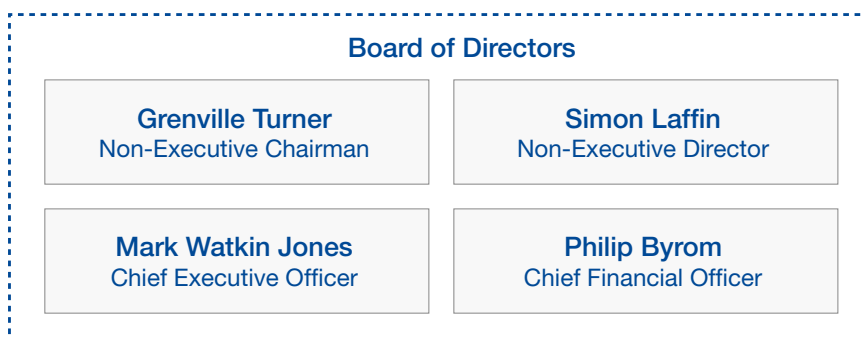 Board of Directors
Grenville Turner
Non-Executive Chairman
Simon Laffin
Non-Executive Director
Mark Watkin Jones
Chief Executive Officer
Philip Byrom
Chief Financial Officer